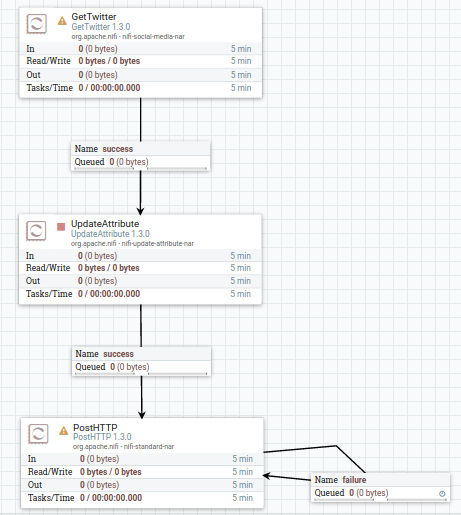 GetTwitter
GetTwitter 1.3.0
org.apache.nifi - nifi-social-media-nar
In 0 (0 bytes) 5 min
Read/Write 0 bytes / 0 bytes 5 min
Out 0 (0 bytes) 5 min
Tasks/Time 0 / 00:00:00.000 5 min
Name success
Queued 0 (0 bytes)
UpdateAttribute
UpdateAttribute 1.3.0
org.apache.nifi - nifi-update-attribute-nar
In 0 (0 bytes) 5 min
Read/Write 0 bytes / 0 bytes 5 min
Out 0 (0 bytes) 5 min
Tasks/Time 0 / 00:00:00.000 5 min
Name success
Queued 0 (0 bytes)
PostHTTP
PostHTTP 1.3.0
org.apache.nifi - nifi-standard-nar
In 0 (0 bytes) 5 min
Read/Write 0 bytes / 0 bytes 5 min
Out 0 (0 bytes) 5 min
Tasks/Time 0 / 00:00:00.000 5 min
Name failure
Queued 0 (0 bytes)